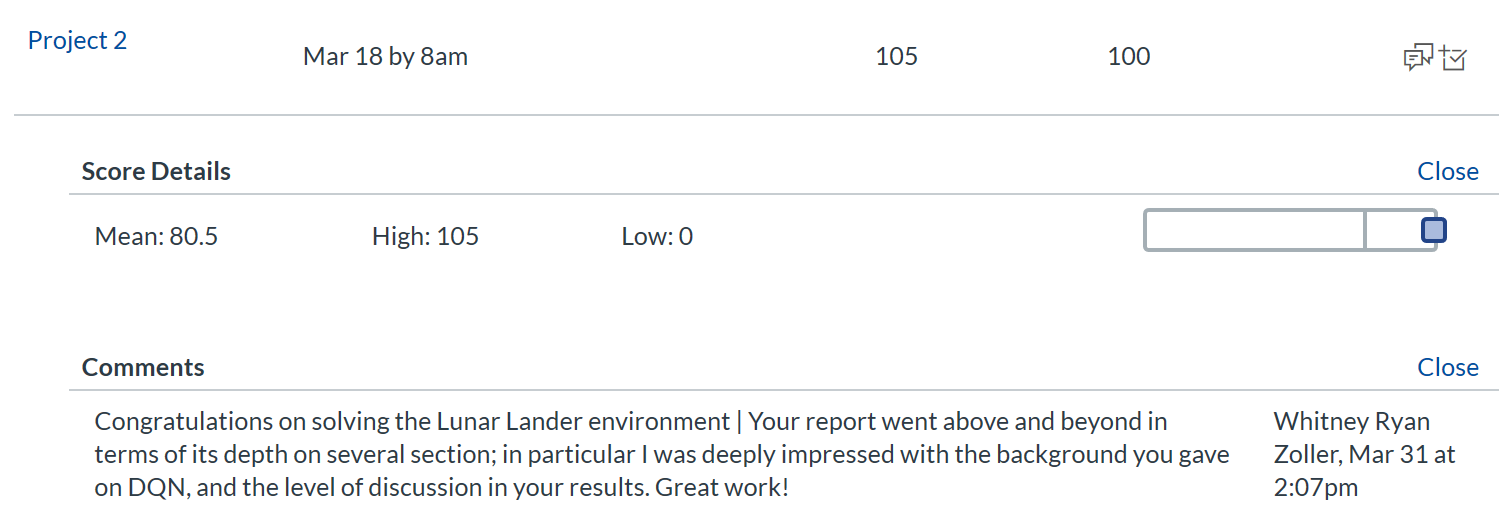 Project 2
Mar 18 by 8am 105 100
Score Details Close
Mean: 80.5 High: 105 Low: 0
Comments Close
Congratulations on solving the Lunar Lander environment | Your report went above and beyond in
terms of its depth on several section; in particular I was deeply impressed with the background you gave
on DQN, and the level of discussion in your results. Great work!
Whitney Ryan
Zoller, Mar 31 at
2:07pm